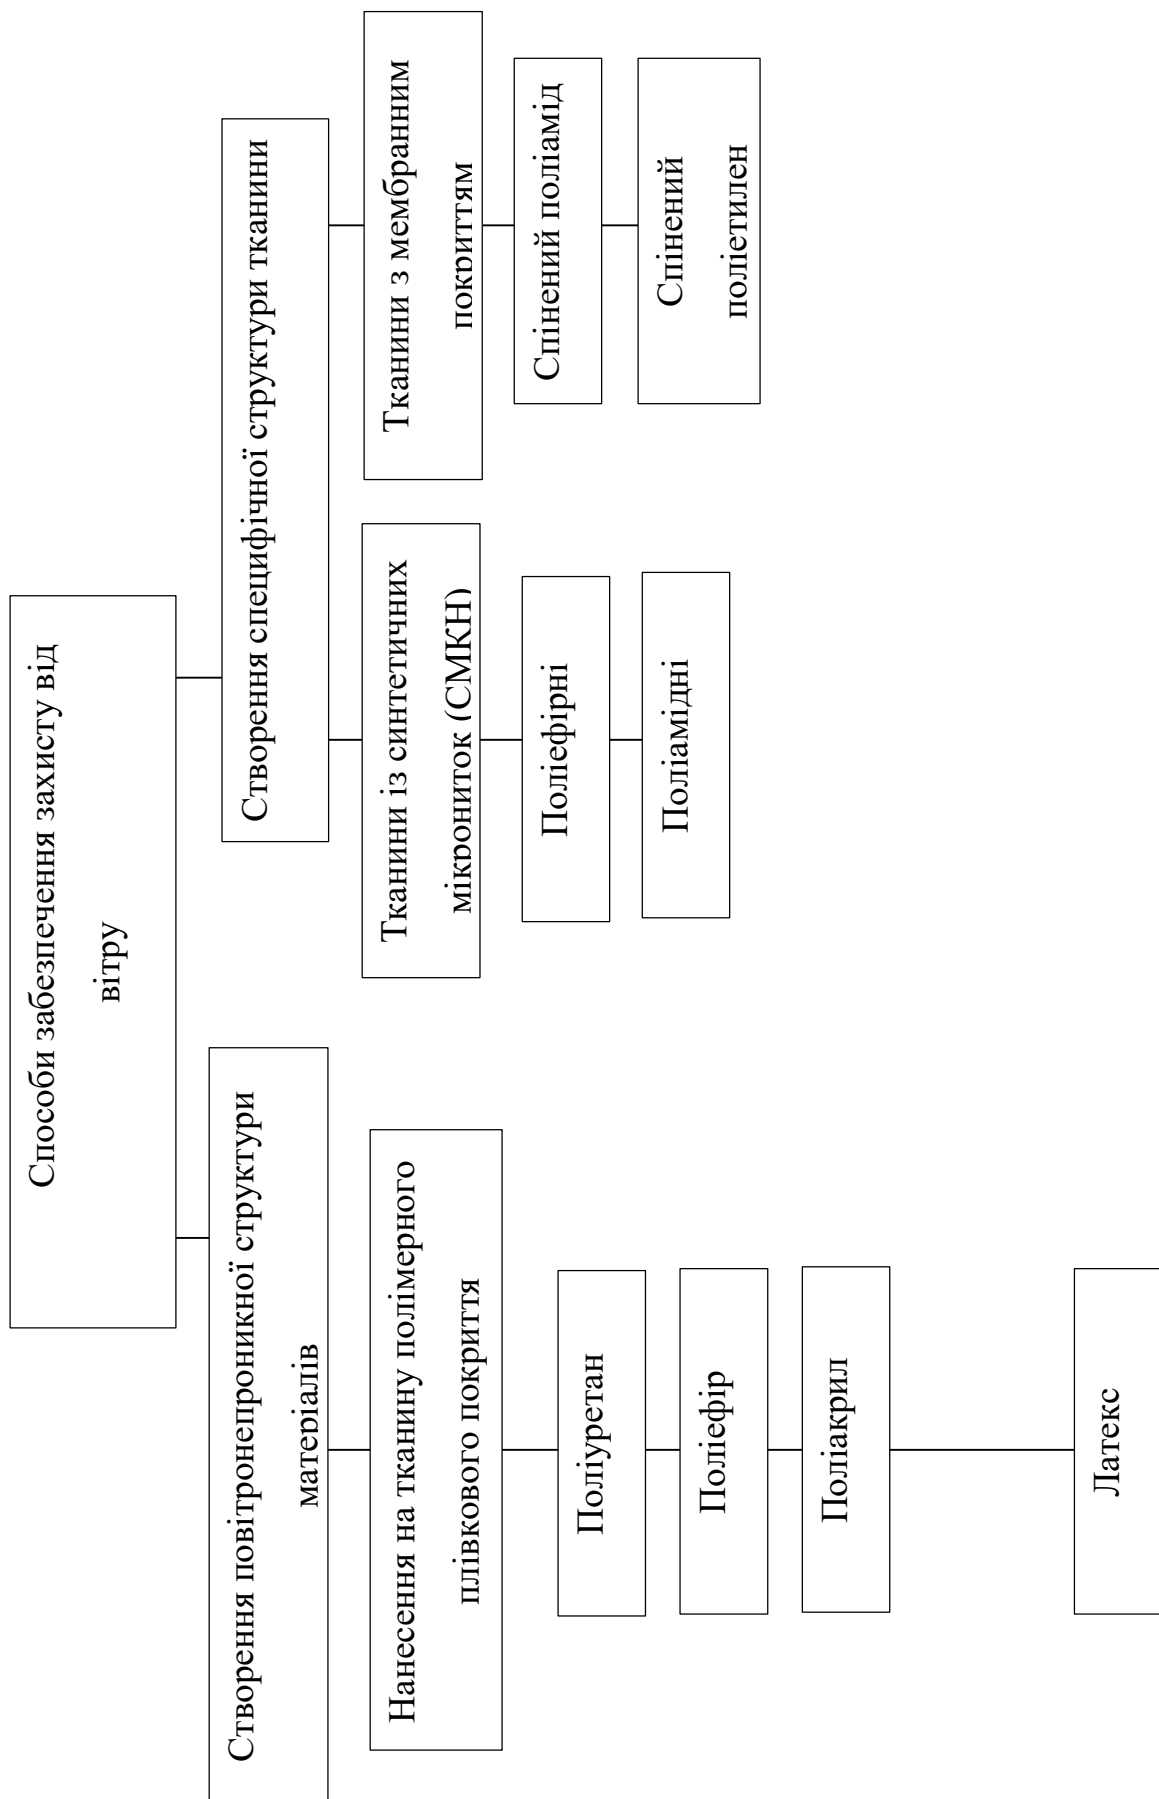 Способи забезпечення захисту від
вітру
Створення повітронепроникної структури
матеріалів
Нанесення на тканину полімерного
плівкового покриття
Поліуретан
Поліефір
Поліакрил
Латекс
Створення специфічної структури тканини
Тканини із синтетичних
мікрониток (СМКН)
Поліефірні
Поліамідні
Тканини з мембранним
покриттям
Спінений поліамід
Спінений
поліетилен